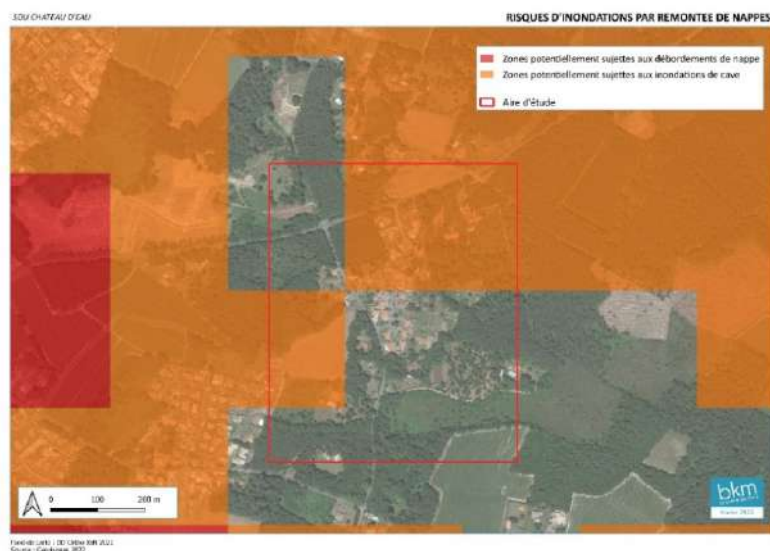 SDU CHATEAU D'EAU
RISQUES D'INONDATIONS PAR REMONTEE DE NAPPES
Zones potentiellement sujettes aux débordements de nappe
Zones potentiellement sujettes aux inondations de cave
Aire d'étude
0 100 200 m
bkm